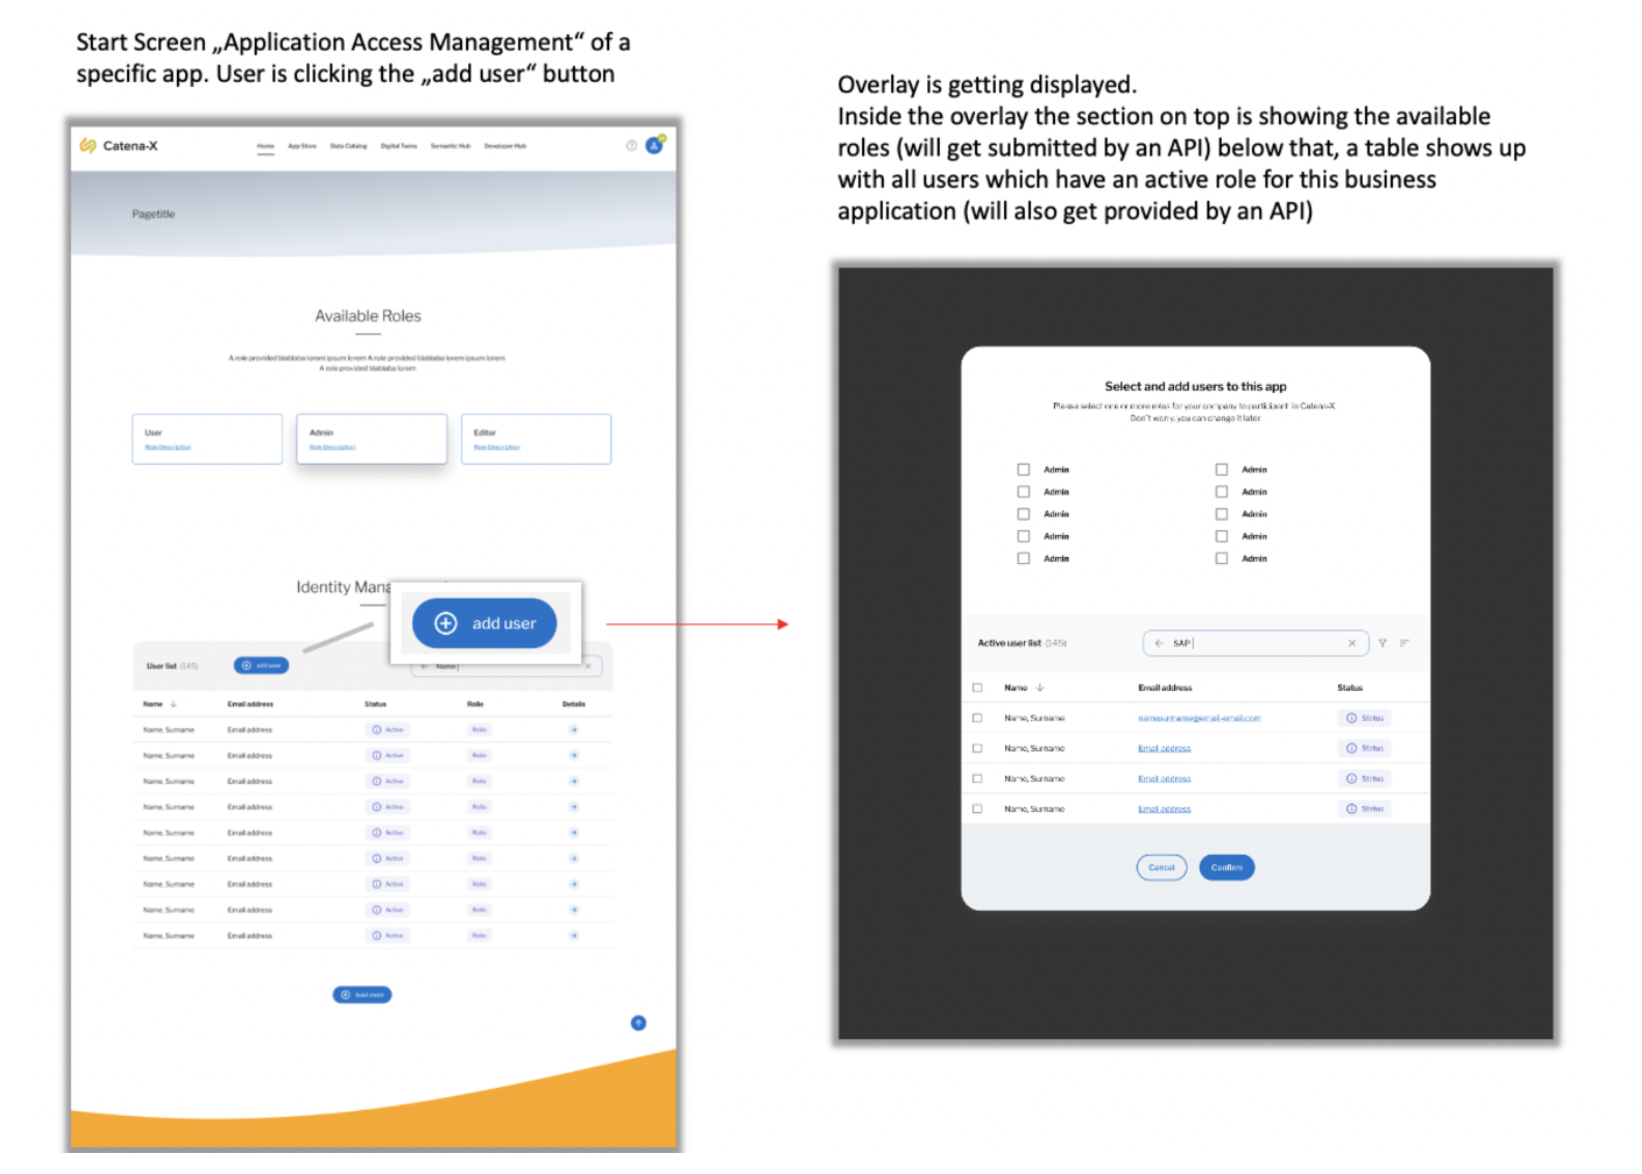 Start Screen „Application Access Management“ of a
specific app. User is clicking the „add user“ button
Catena-X
Home App Store Data Catalog Digital Twins Semantic Hub Developer Hub
Pagetitle
Available Roles
A role provided blablaba lorem ipsum lorem A role provided blablaba lorem ipsum lorem
A role provided blablaba lorem
User Admin Editor
Role Description Role Description Role Description
Identity Mana
add user
User list (145) add user Name
Name Email address Status Rolle Details
Name, Surname Email address Active Rolle
Name, Surname Email address Active Rolle
Name, Surname Email address Active Rolle
Name, Surname Email address Active Rolle
Name, Surname Email address Active Rolle
Name, Surname Email address Active Rolle
Name, Surname Email address Active Rolle
Name, Surname Email address Active Rolle
Name, Surname Email address Active Rolle
load more
Overlay is getting displayed.
Inside the overlay the section on top is showing the available
roles (will get submitted by an API) below that, a table shows up
with all users which have an active role for this business
application (will also get provided by an API)
Select and add users to this app
Please select one or more roles for your company to participant in Catena-X.
Don't worry, you can change it later.
Admin Admin
Admin Admin
Admin Admin
Admin Admin
Admin Admin
Active user list (145) SAP
Name Email address Status
Name, Surname namesurname@email-email.com Status
Name, Surname Email address Status
Name, Surname Email address Status
Name, Surname Email address Status
Cancel Confirm